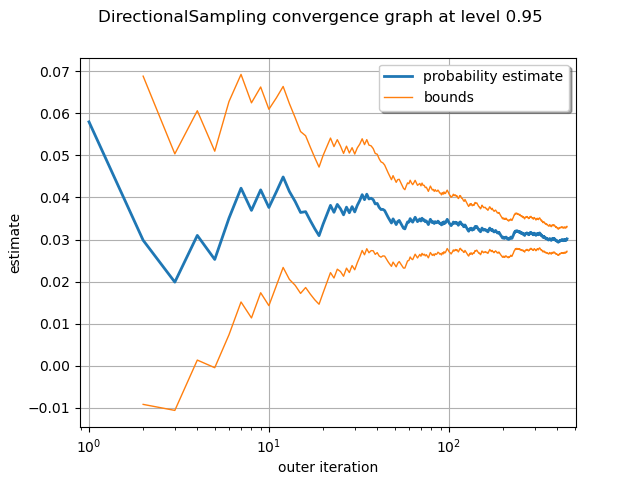 DirectionalSampling convergence graph at level 0.95
probability estimate
bounds
0.07
0.06
0.05
0.04
0.03
0.02
0.01
0.00
−0.01
estimate
10⁰
10¹
10²
outer iteration